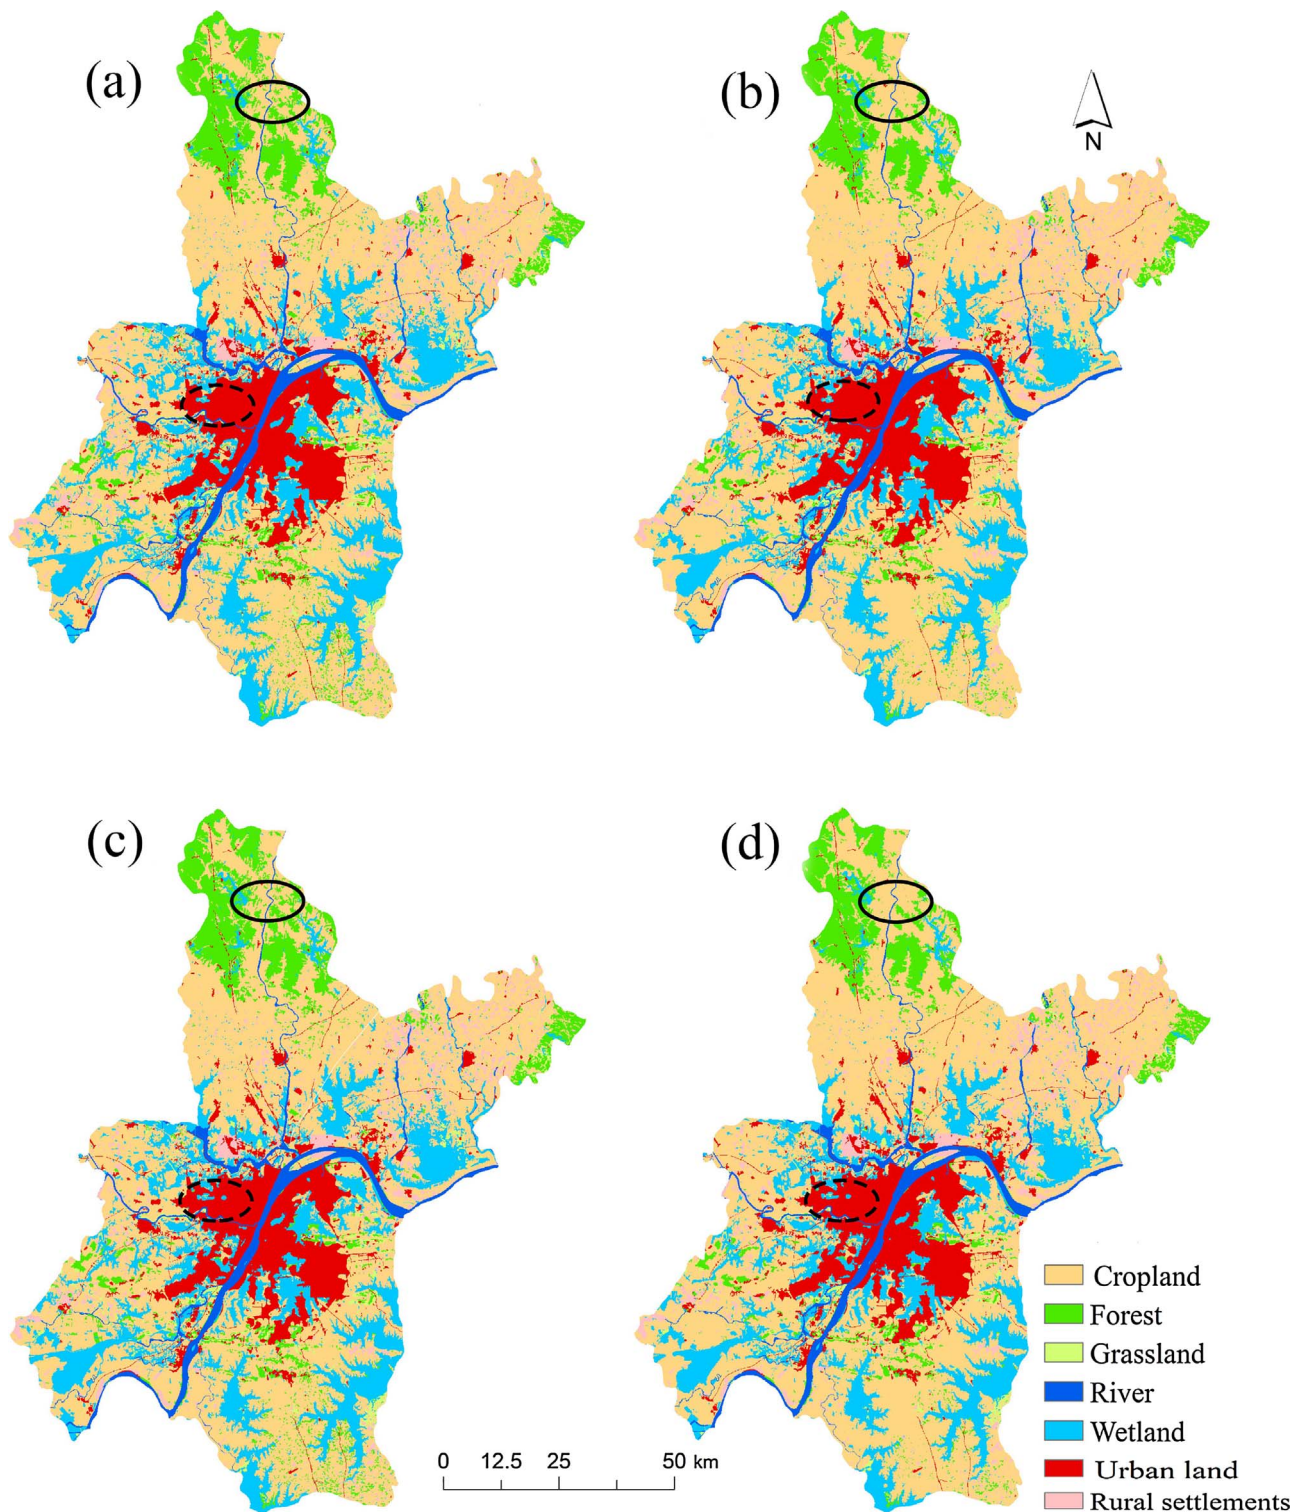 (a)
(b)
N
(c)
(d)
Cropland
Forest
Grassland
River
Wetland
Urban land
Rural settlements
0 12.5 25 50 km